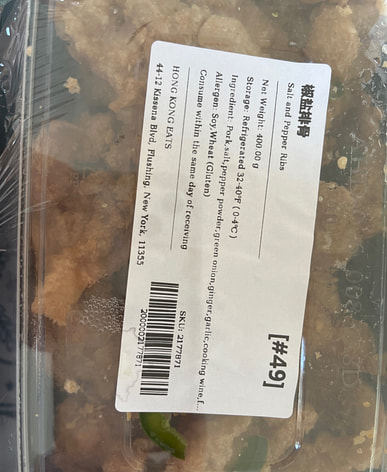 椒盐排骨
Salt and Pepper Ribs
[#49]
Net Weight: 400.00 g
Storage: Refrigerated 32-40°F ( 0-4℃ )
Ingredient: Pork,salt,pepper powder,green onion,ginger,garlic,cooking wine,f...
Allergen: Soy,Wheat (Gluten)
Consume within the same day of receiving
HONG KONG EATS
44-12 Kissena Blvd, Flushing, New York, 11355
SKU: 2177871
2000002177871